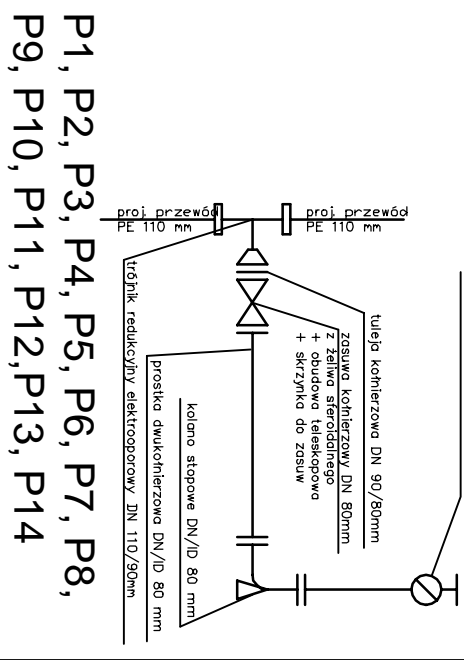 P1, P2, P3, P4, P5, P6, P7, P8,
P9, P10, P11, P12,P13, P14
proj. przewód
PE 110 mm
proj. przewód
PE 110 mm
tuleja kołnierzowa DN 90/80mm
zasuwa kołnierzowy DN 80mm
z żeliwa sferoidalnego
+ obudowa teleskopowa
+ skrzynka do zasuw
kolano stopowe DN/ID 80 mm
prostka dwukołnierzowa DN/ID 80 mm
trójnik redukcyjny elektrooporowy DN 110/90mm